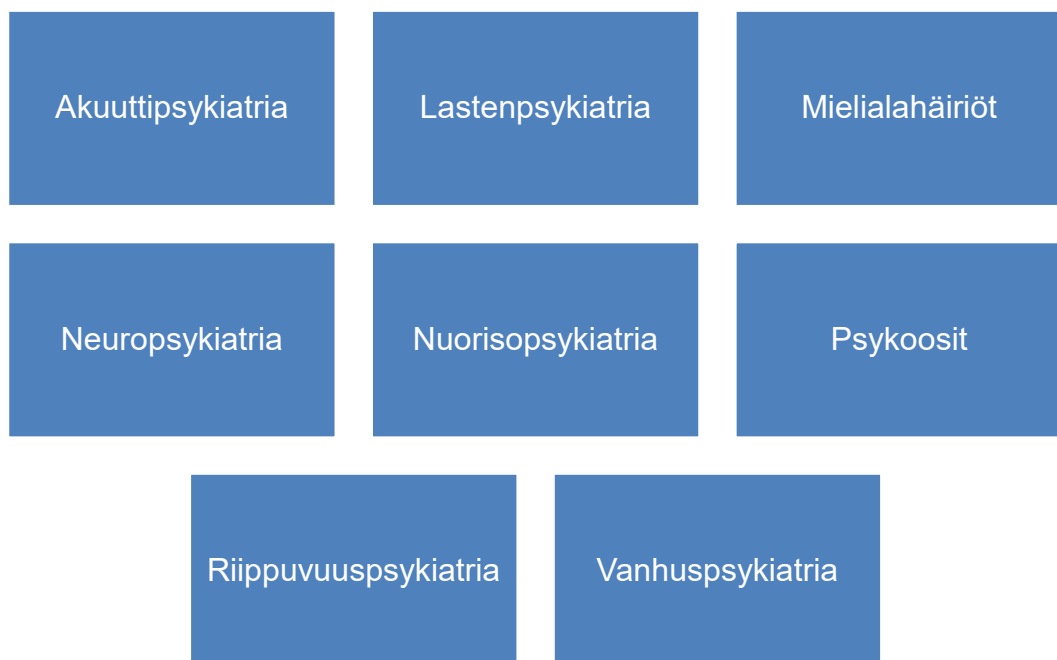 Akuuttipsykiatria
Lastenpsykiatria
Mielialahäiriöt
Neuropsykiatria
Nuorisopsykiatria
Psykoosit
Riippuvuuspsykiatria
Vanhuspsykiatria